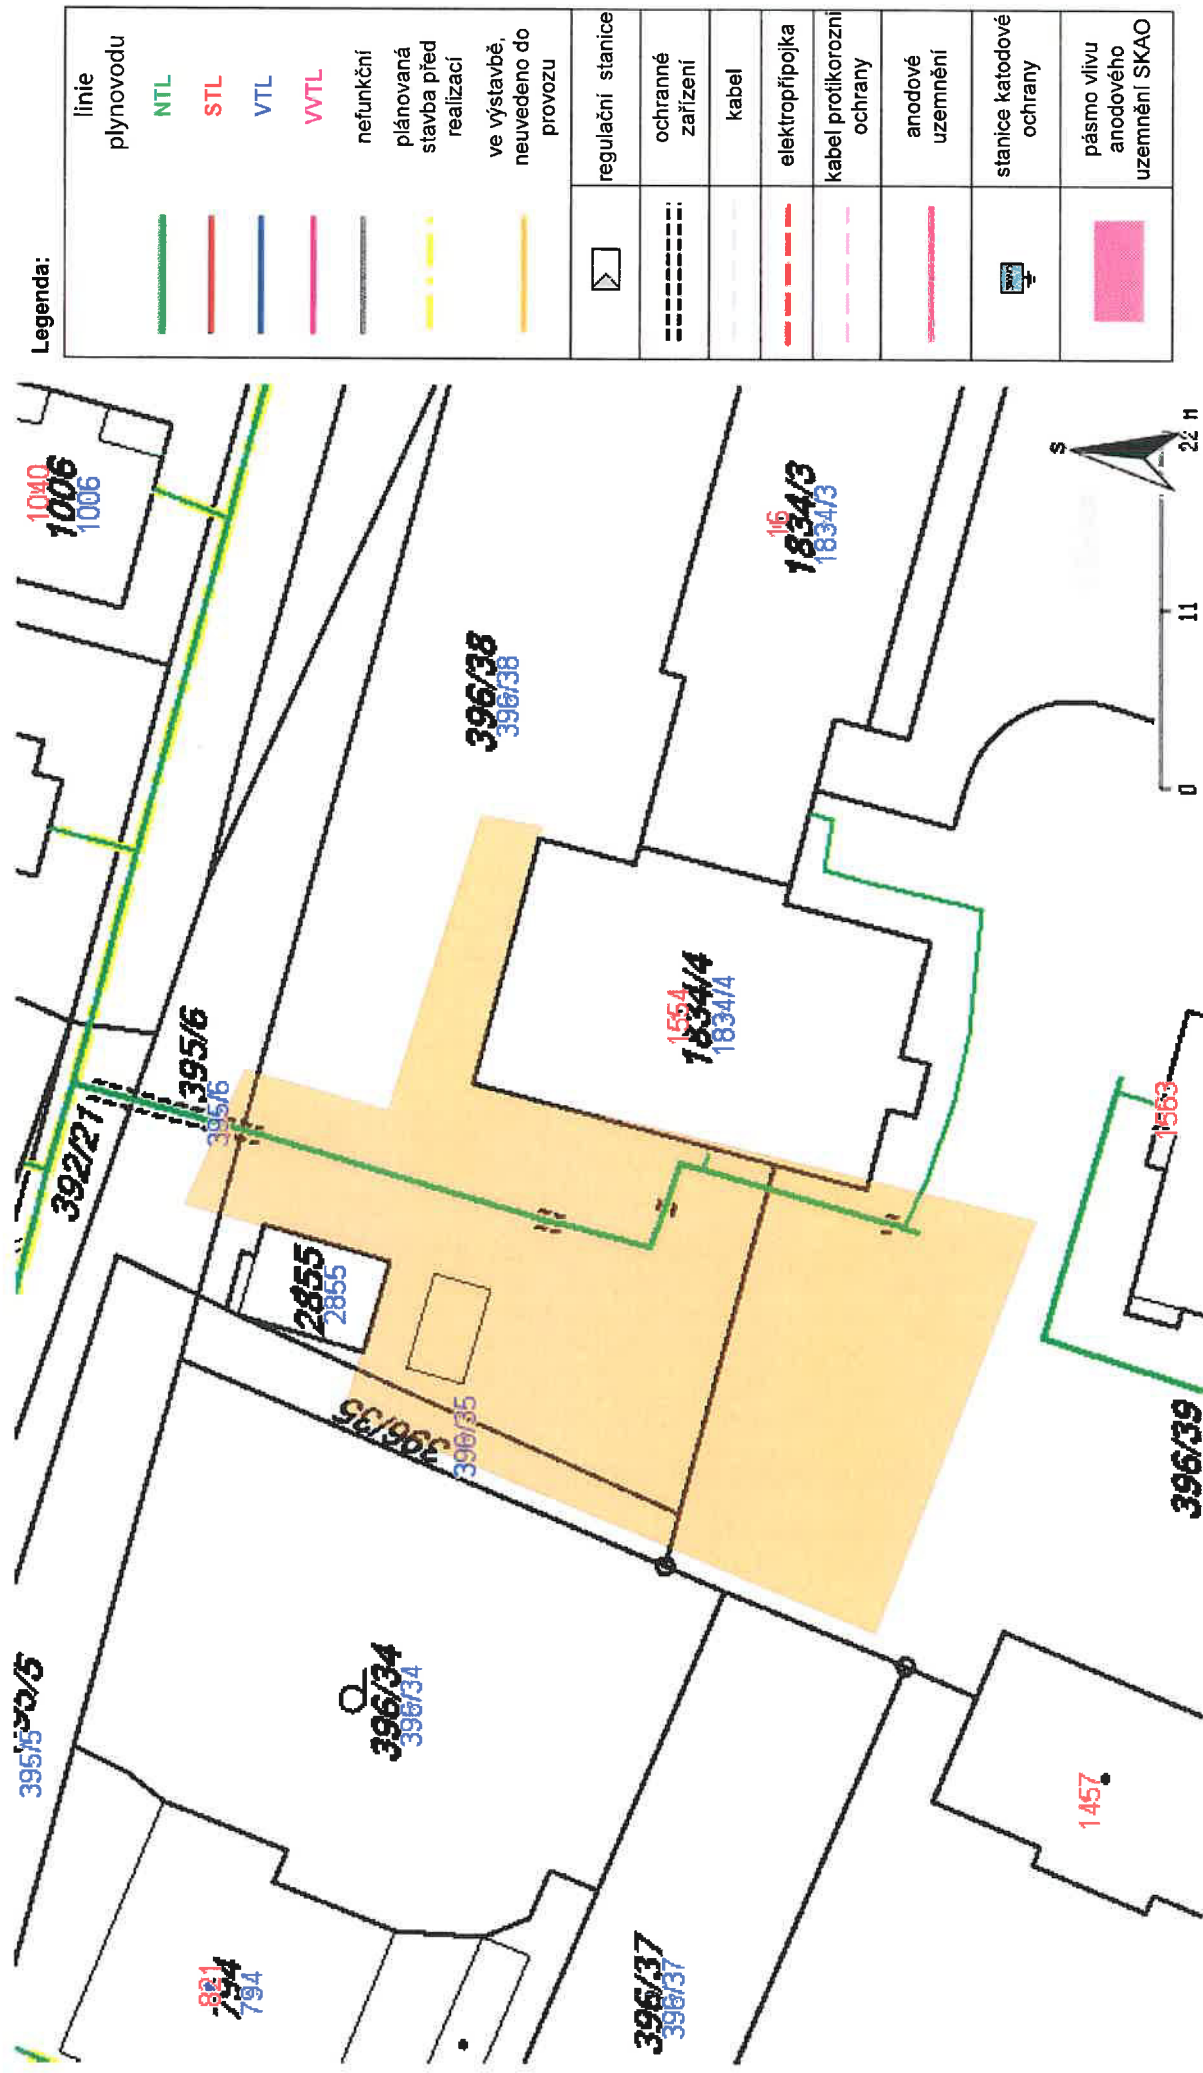 Legenda:
linie
plynovodu
NTL
STL
VTL
VVTL
nefunkční
plánovaná
stavba před
realizací
ve výstavbě,
neuvedeno do
provozu
regulační stanice
ochranné
zařízení
kabel
elektropřípojka
kabel protikorozní
ochrany
anodové
uzemnění
stanice katodové
ochrany
pásmo vlivu
anodového
uzemnění SKAO
1040
1006
1006
396/38
396/38
16
1834/3
1834/3
S
0
11
22 m
395/6
395/6
392/21
1554
1834/4
1834/4
2855
2855
396/35
396/35
1563
396/39
395/5
396/34
396/34
821
794
794
396/37
396/37
1457